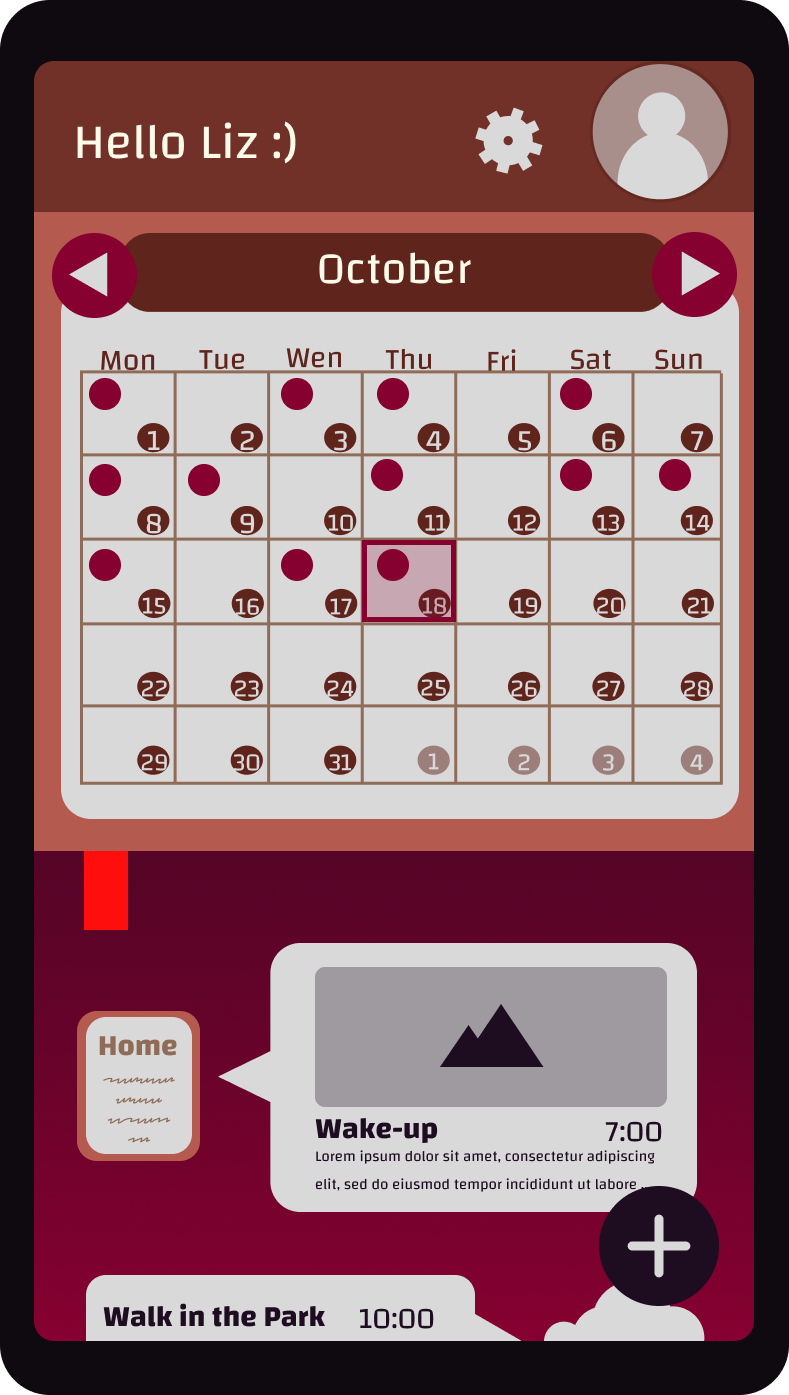 Hello Liz :)
October
Mon Tue Wen Thu Fri Sat Sun
1 2 3 4 5 6 7
8 9 10 11 12 13 14
15 16 17 18 19 20 21
22 23 24 25 26 27 28
29 30 31 1 2 3 4
Home
Wake-up 7:00
Lorem ipsum dolor sit amet, consectetur adipiscing
elit, sed do eiusmod tempor incididunt ut labore ..
Walk in the Park 10:00